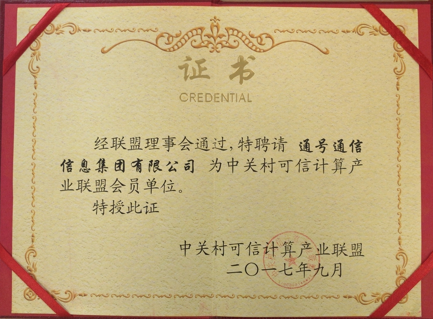 证书
CREDENTIAL
经联盟理事会通过，特聘请 通号通信
信息集团有限公司 为中关村可信计算产
业联盟会员单位。
特授此证
中关村可信计算产业联盟
二〇一七年九月